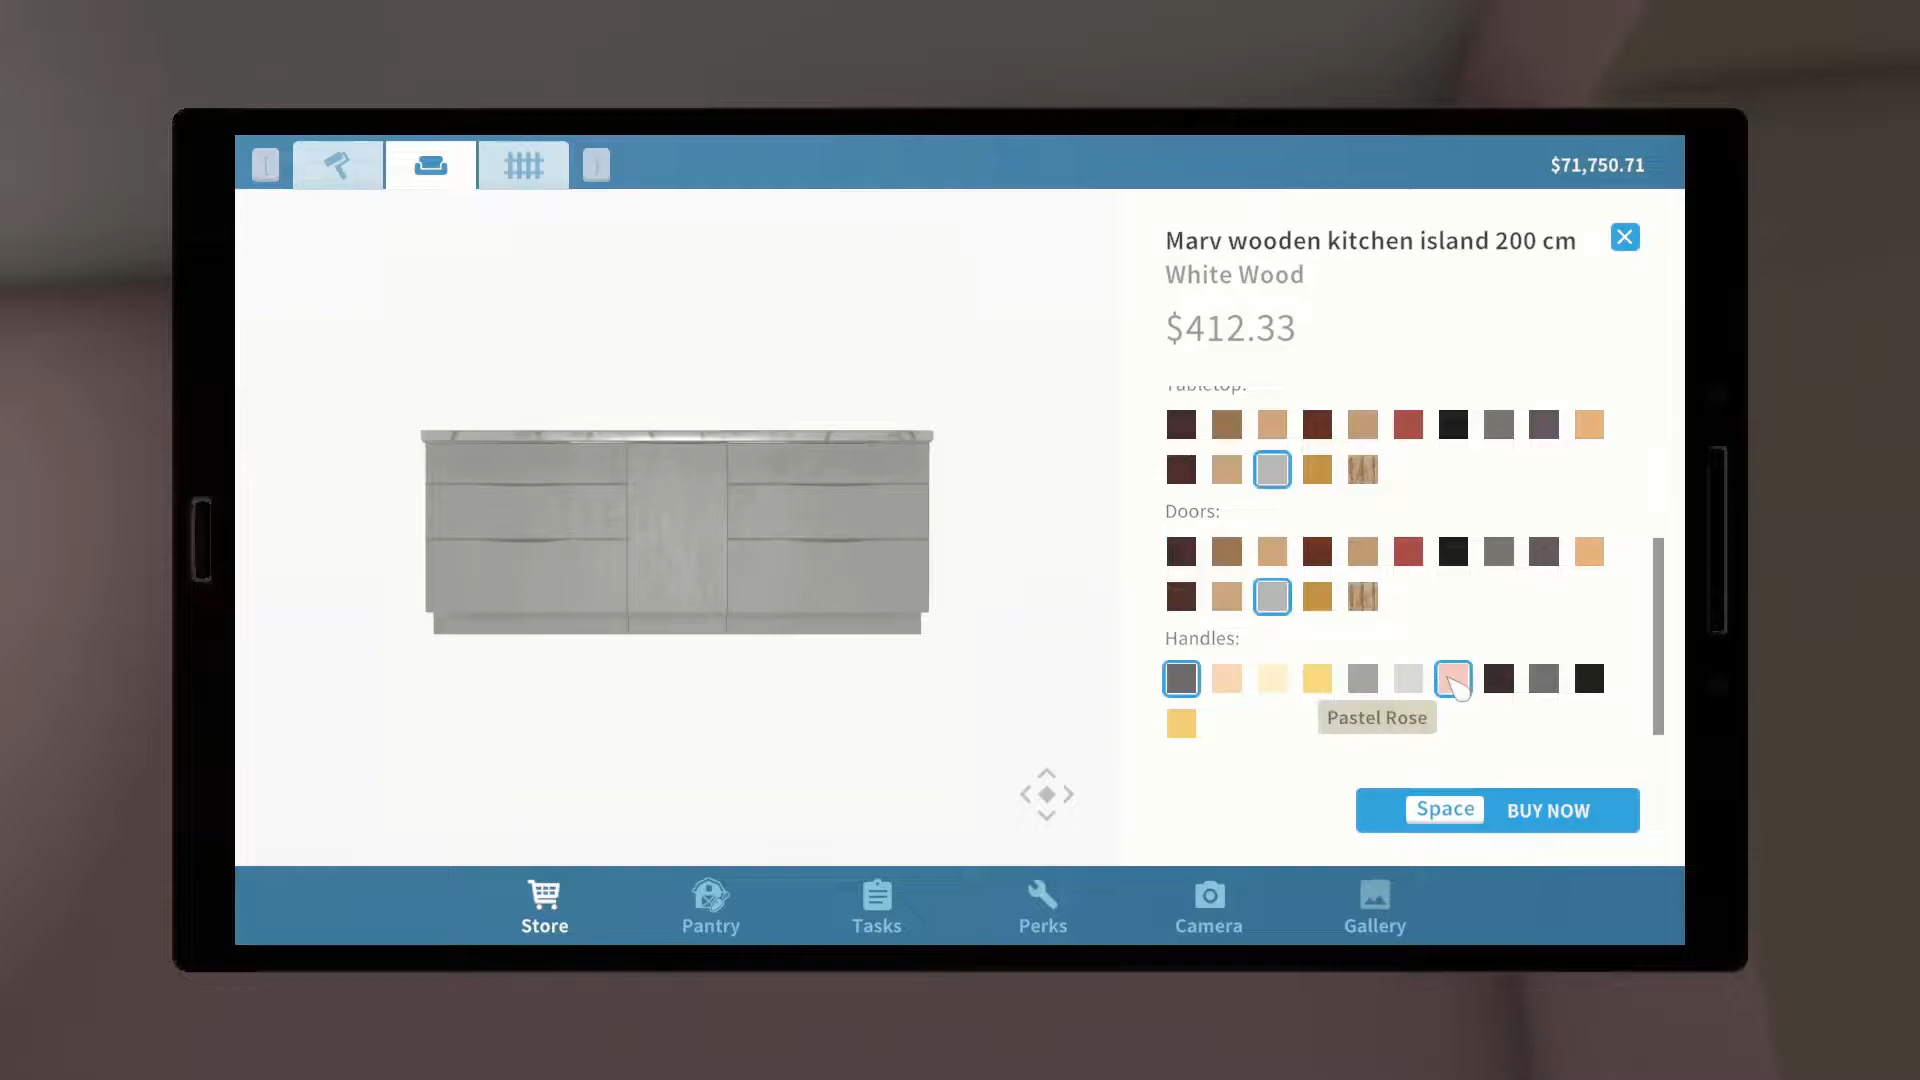 $71,750.71
Marv wooden kitchen island 200 cm
White Wood
$412.33
Tabletop:
Doors:
Handles:
Pastel Rose
Space BUY NOW
Store Pantry Tasks Perks Camera Gallery